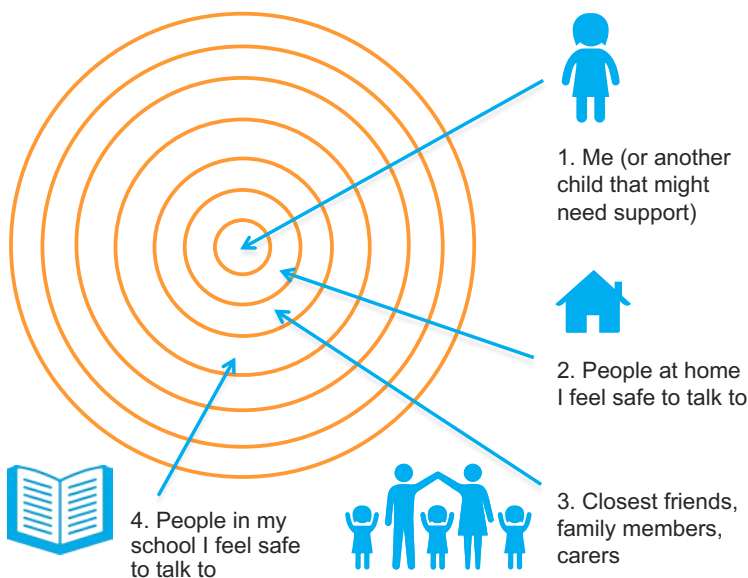 1. Me (or another
child that might
need support)
2. People at home
I feel safe to talk to
3. Closest friends,
family members,
carers
4. People in my
school I feel safe
to talk to